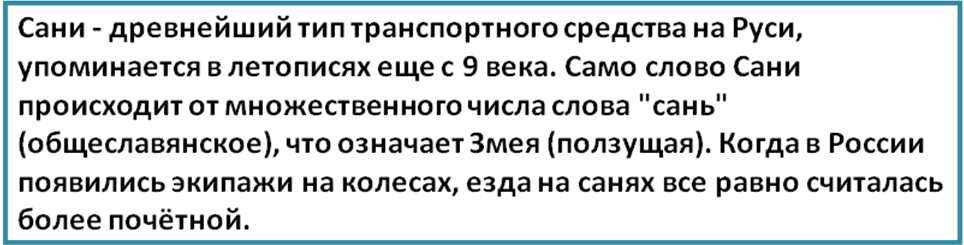 Сани - древнейший тип транспортного средства на Руси,
упоминается в летописях еще с 9 века. Само слово Сани
происходит от множественного числа слова "сань"
(общеславянское), что означает Змея (ползущая). Когда в России
появились экипажи на колесах, езда на санях все равно считалась
более почётной.